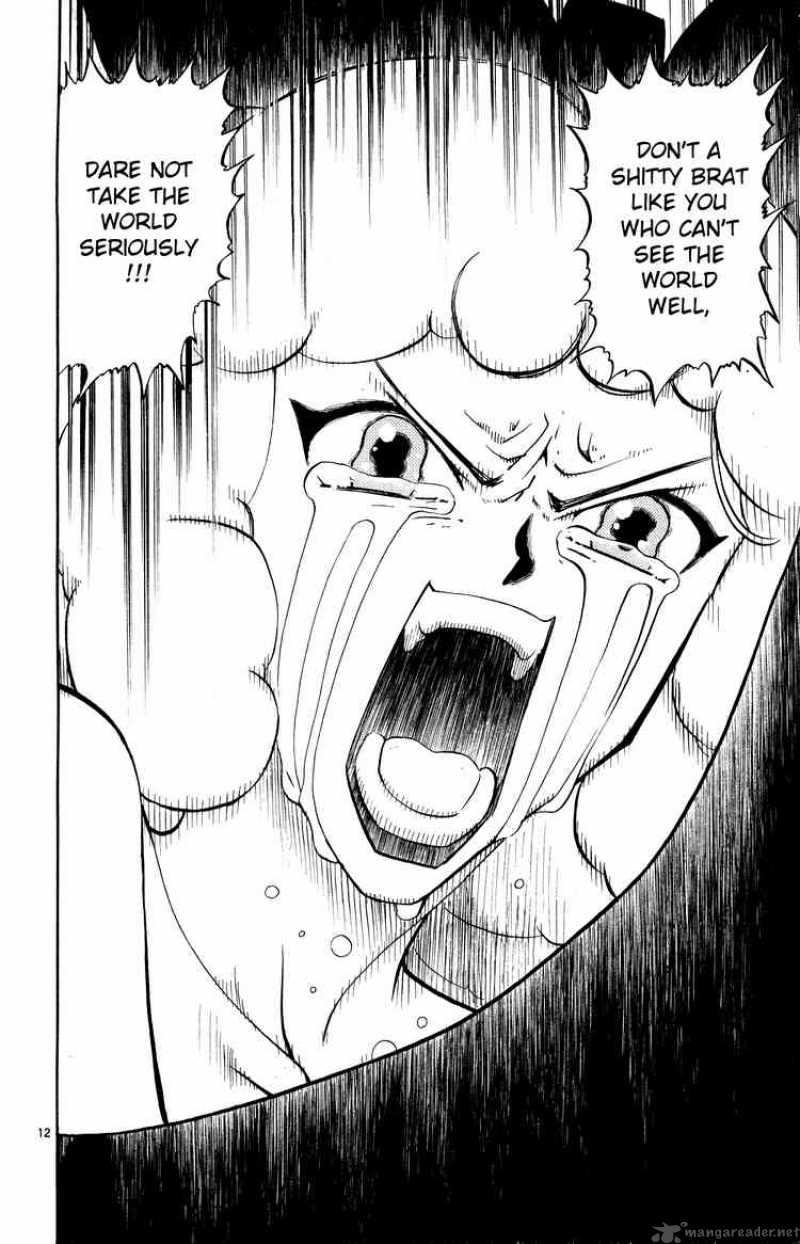 DON'T A
SHITTY BRAT
LIKE YOU
WHO CAN'T
SEE THE
WORLD
WELL,
DARE NOT
TAKE THE
WORLD
SERIOUSLY
!!!
12
mangareader.net